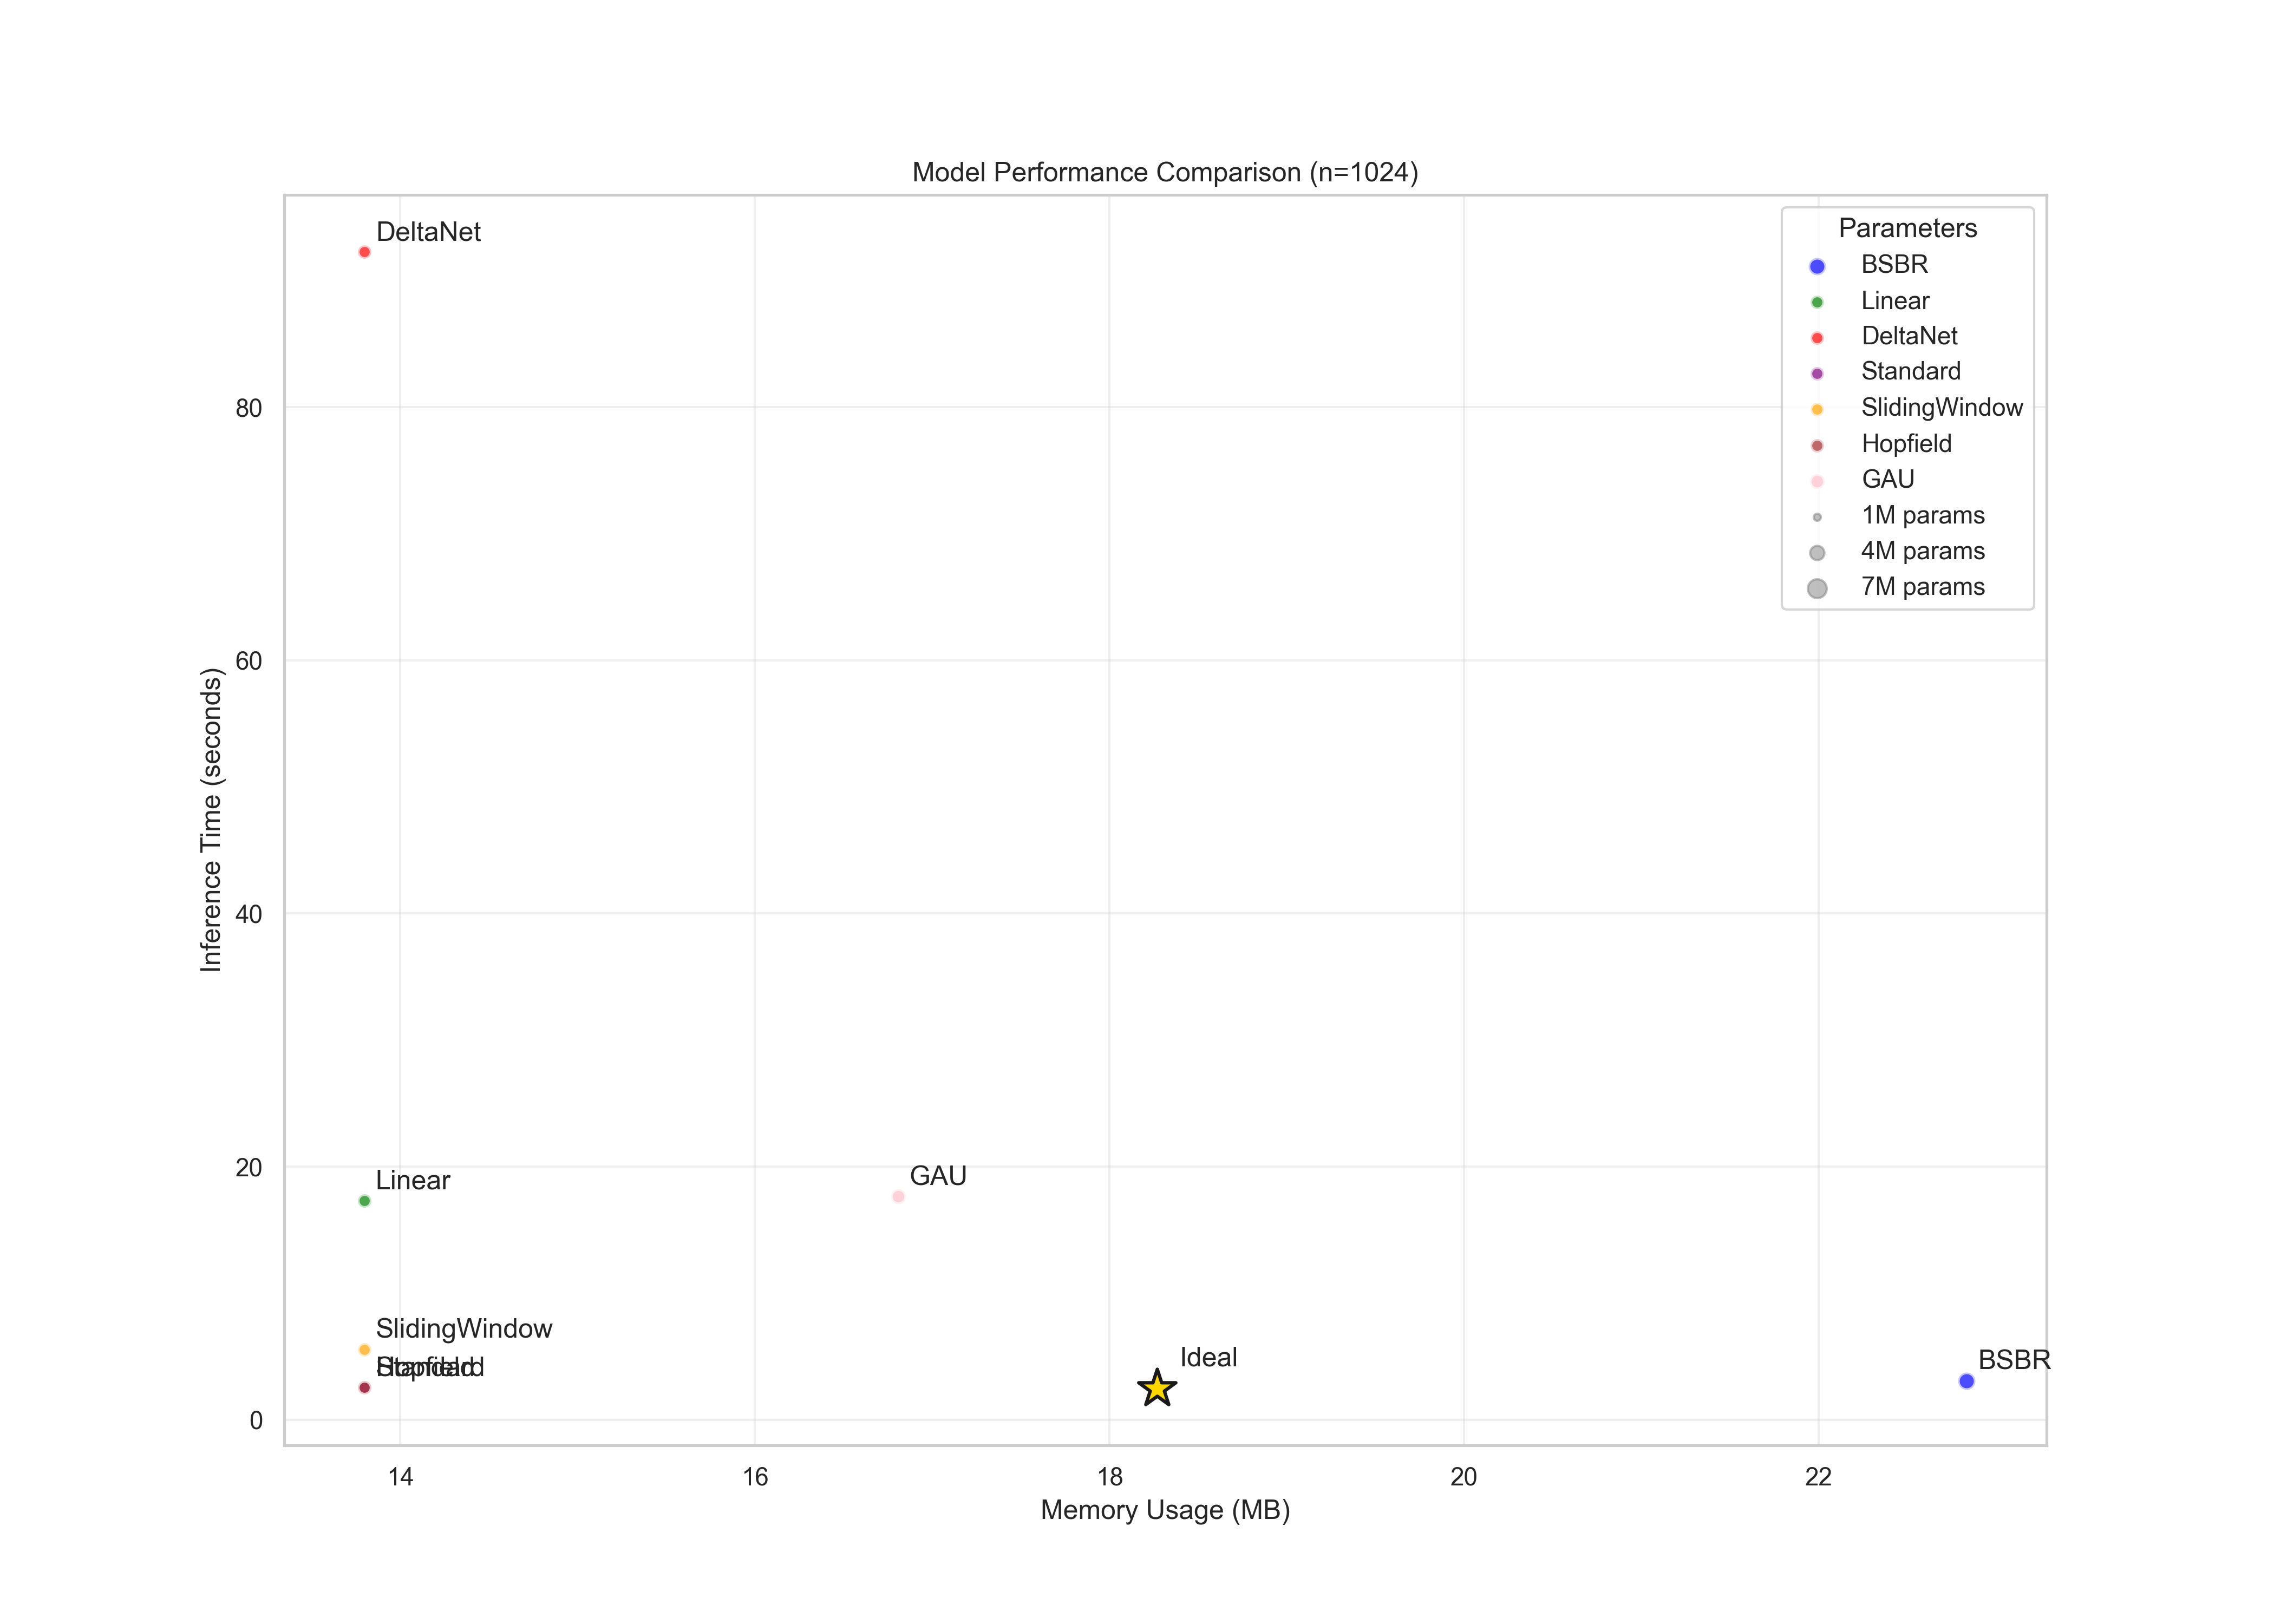 Model Performance Comparison (n=1024)
DeltaNet
Parameters
BSBR
Linear
DeltaNet
Standard
SlidingWindow
Hopfield
GAU
1M params
4M params
7M params
80
60
40
20
0
Inference Time (seconds)
Linear
GAU
SlidingWindow
Standard
Hopfield
Ideal
BSBR
14
16
18
20
22
Memory Usage (MB)